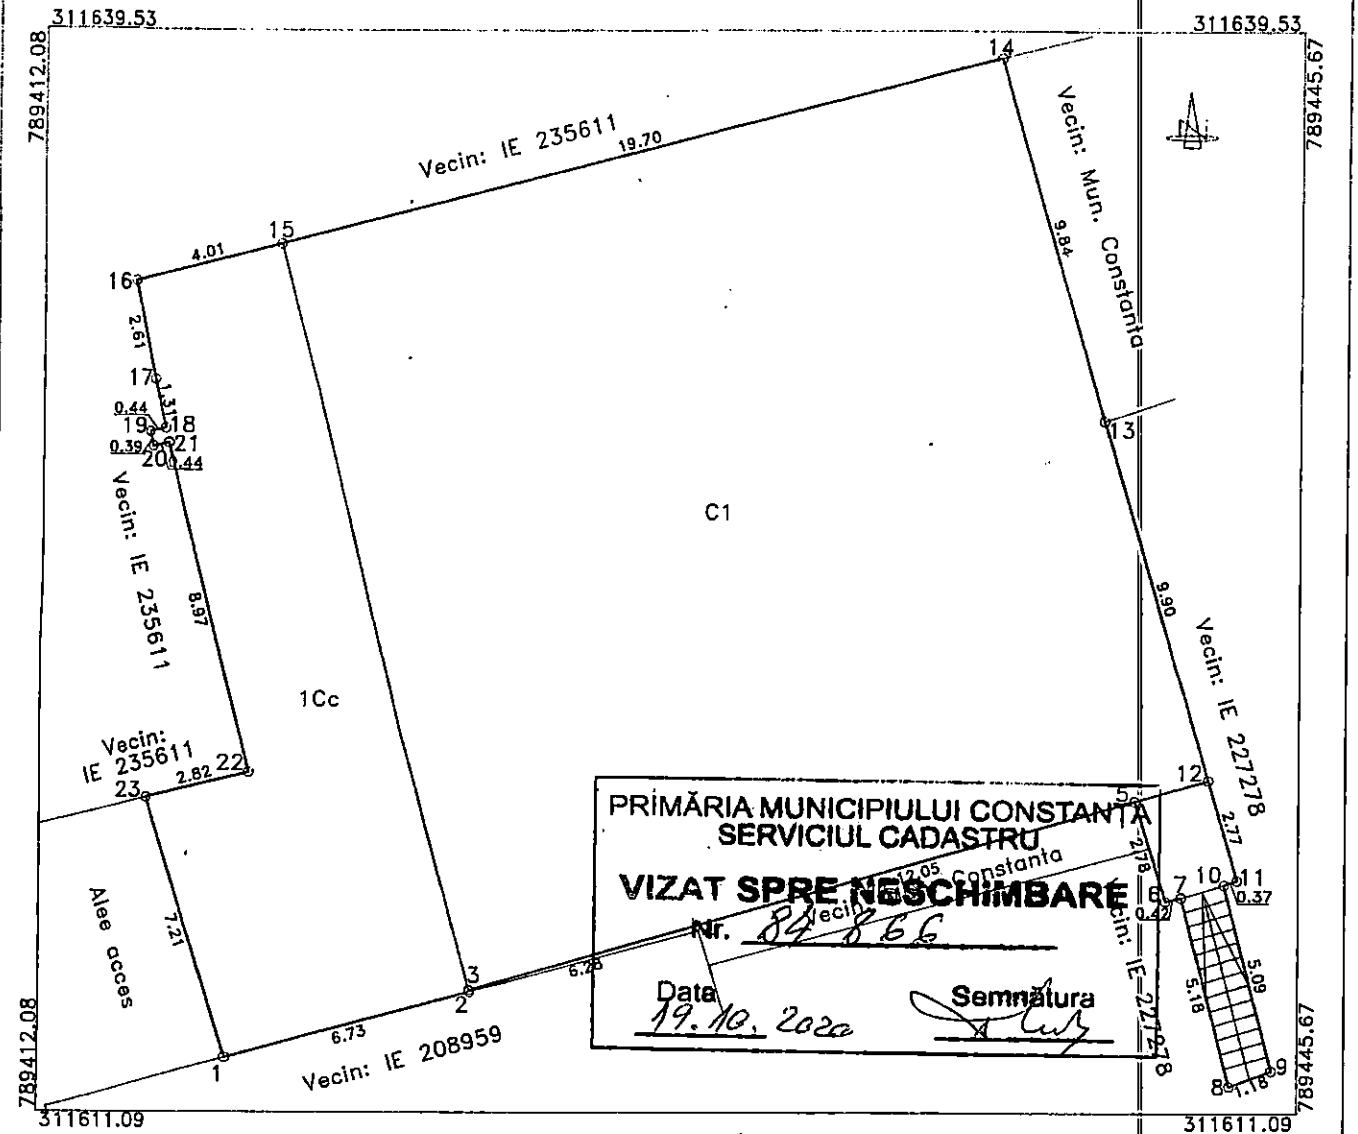 311639.53
311639.53
789412.08
789445.67
14
Vecin: IE 235611
19.70
Vecin: Mun. Constanta
9.84
15
4.01
16
2.61
17
1.31
0.44
19
18
0.39
21
20
0.44
13
Vecin: IE 235611
8.97
C1
9.90
Vecin: IE 227278
1Cc
Vecin:
IE 235611
2.82
22
23
12
5
PRIMĂRIA MUNICIPIULUI CONSTANȚA
SERVICIUL CADASTRU
2.78
2.77
12.05
Constanta
VIZAT SPRE NESCHIMBARE
6
7
10
11
0.42
0.37
Nr. 84866
Alee acces
7.21
3
2
6.28
5.18
5.09
Data
Semnătura
19.10.2020
IE 227278
6.73
Vecin: IE 208959
1
8
9
1.18
789412.08
789445.67
311611.09
311611.09